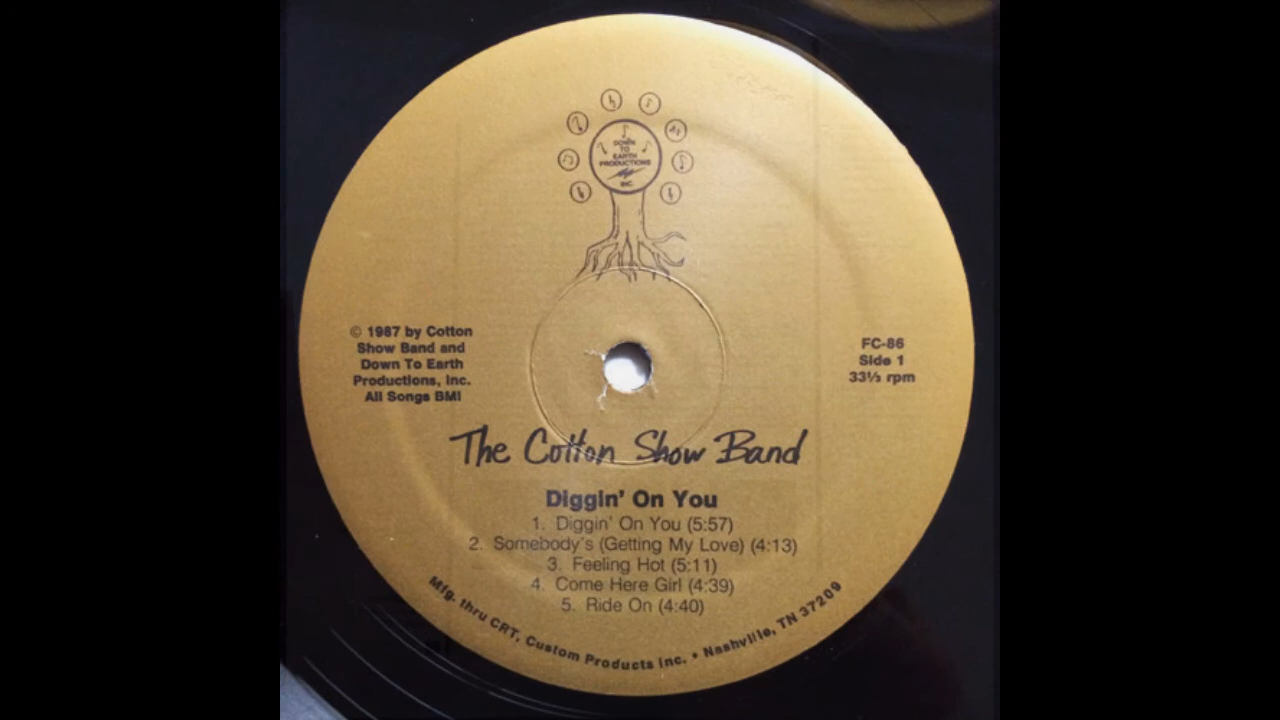 DOWN
TO
EARTH
PRODUCTIONS
INC.
© 1987 by Cotton
Show Band and
Down To Earth
Productions, Inc.
All Songs BMI
FC-86
Side 1
33⅓ rpm
The Cotton Show Band
Diggin' On You
1. Diggin' On You (5:57)
2. Somebody's (Getting My Love) (4:13)
3. Feeling Hot (5:11)
4. Come Here Girl (4:39)
5. Ride On (4:40)
Mfg. thru CRT, Custom Products Inc. • Nashville, TN 37209